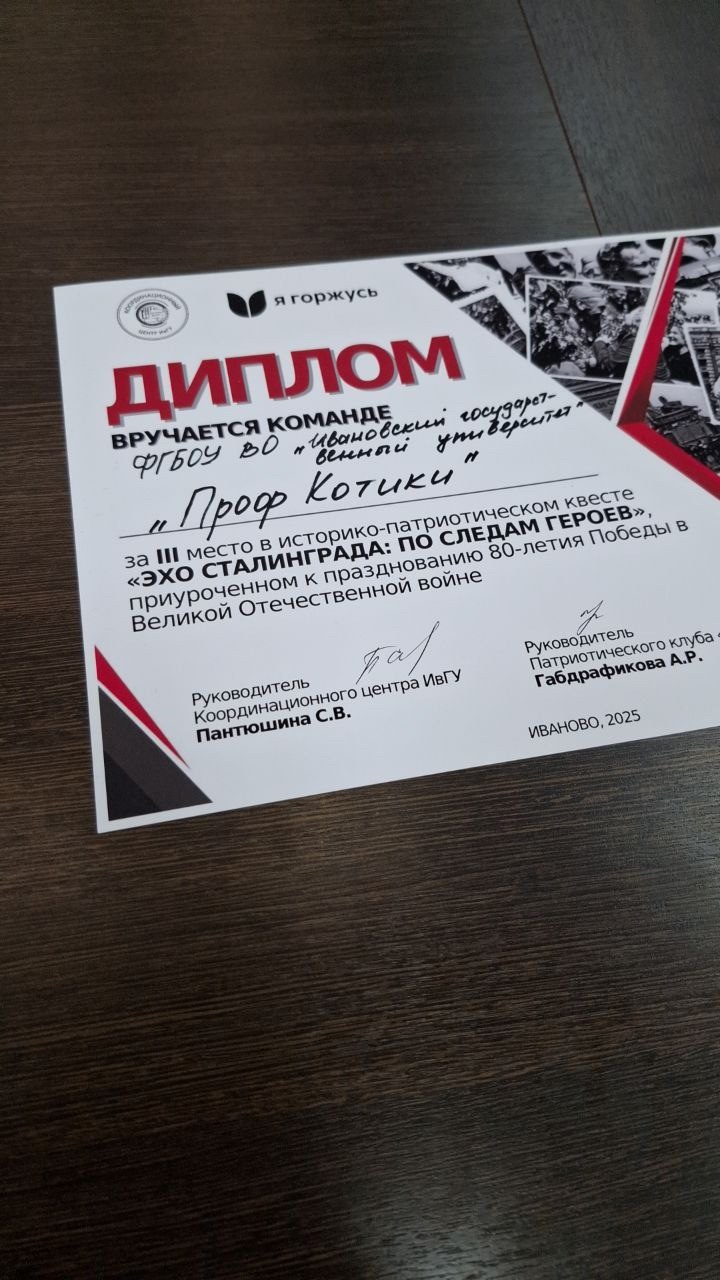 КООРДИНАЦИОННЫЙ
ЦЕНТР ИвГУ
Я ГОРЖУСЬ
ДИПЛОМ
ВРУЧАЕТСЯ КОМАНДЕ
ФГБОУ ВО „Ивановский государст-
венный университет"
„Проф Котики"
за III место в историко-патриотическом квесте
«ЭХО СТАЛИНГРАДА: ПО СЛЕДАМ ГЕРОЕВ»,
приуроченном к празднованию 80-летия Победы в
Великой Отечественной войне
Руководитель
Координационного центра ИвГУ
Пантюшина С.В.
Руководитель
Патриотического клуба «
Габдрафикова А.Р.
ИВАНОВО, 2025